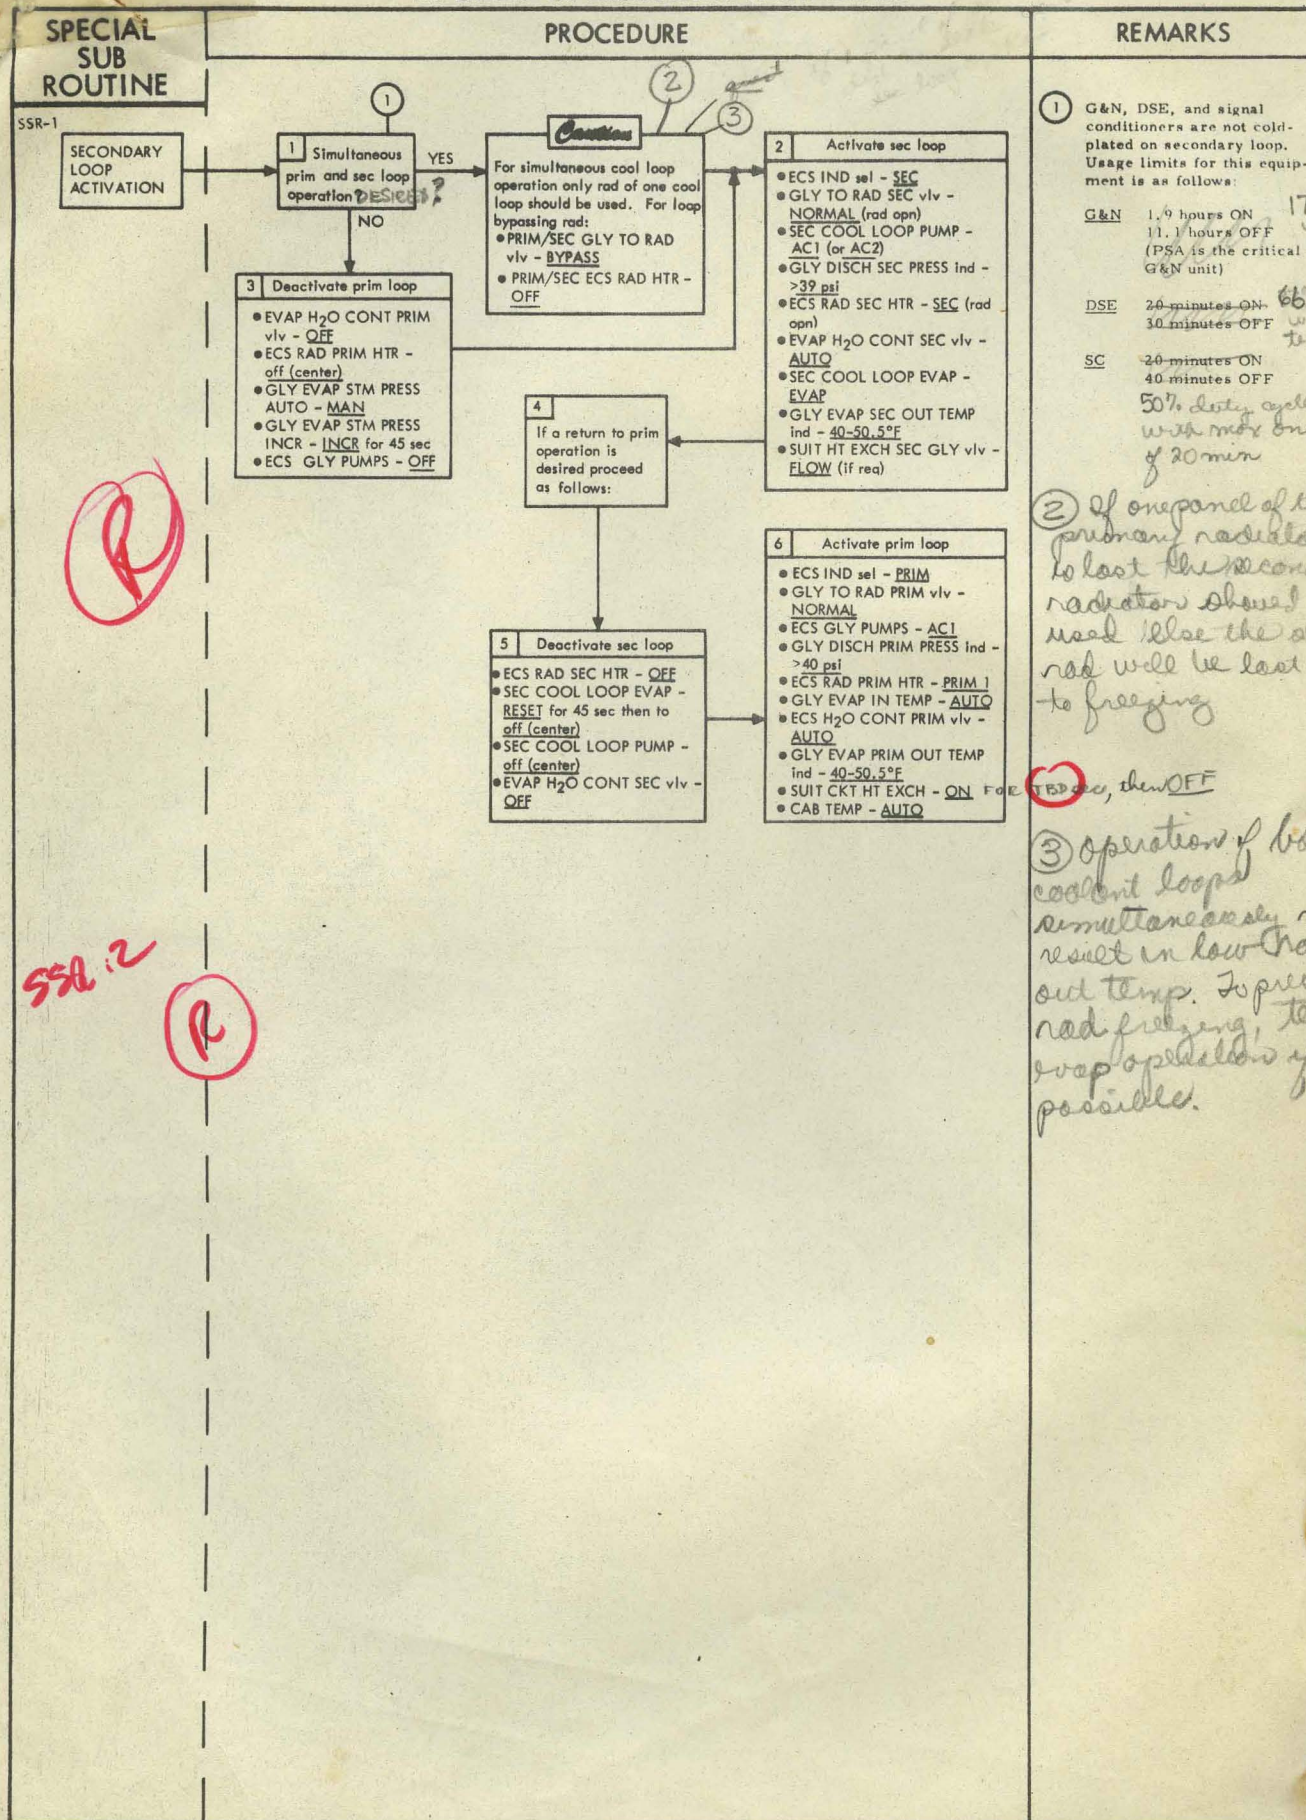 SPECIAL
SUB
ROUTINE
PROCEDURE
REMARKS
SSR-1
SECONDARY
LOOP
ACTIVATION
1
1 Simultaneous
prim and sec loop
operation? DESIRED?
YES
NO
2
3
Caution
For simultaneous cool loop
operation only rad of one cool
loop should be used. For loop
bypassing rad:
• PRIM/SEC GLY TO RAD
vlv - BYPASS
• PRIM/SEC ECS RAD HTR -
OFF
2 Activate sec loop
• ECS IND sel - SEC
• GLY TO RAD SEC vlv -
NORMAL (rad opn)
• SEC COOL LOOP PUMP -
AC1 (or AC2)
• GLY DISCH SEC PRESS ind -
>39 psi
• ECS RAD SEC HTR - SEC (rad
opn)
• EVAP H₂O CONT SEC vlv -
AUTO
• SEC COOL LOOP EVAP -
EVAP
• GLY EVAP SEC OUT TEMP
ind - 40-50.5°F
• SUIT HT EXCH SEC GLY vlv -
FLOW (if req)
3 Deactivate prim loop
• EVAP H₂O CONT PRIM
vlv - OFF
• ECS RAD PRIM HTR -
off (center)
• GLY EVAP STM PRESS
AUTO - MAN
• GLY EVAP STM PRESS
INCR - INCR for 45 sec
• ECS GLY PUMPS - OFF
4
If a return to prim
operation is
desired proceed
as follows:
5 Deactivate sec loop
• ECS RAD SEC HTR - OFF
• SEC COOL LOOP EVAP -
RESET for 45 sec then to
off (center)
• SEC COOL LOOP PUMP -
off (center)
• EVAP H₂O CONT SEC vlv -
OFF
6 Activate prim loop
• ECS IND sel - PRIM
• GLY TO RAD PRIM vlv -
NORMAL
• ECS GLY PUMPS - AC1
• GLY DISCH PRIM PRESS ind -
>40 psi
• ECS RAD PRIM HTR - PRIM 1
• GLY EVAP IN TEMP - AUTO
• ECS H₂O CONT PRIM vlv -
AUTO
• GLY EVAP PRIM OUT TEMP
ind - 40-50.5°F
• SUIT CKT HT EXCH - ON FOR TBD sec, then OFF
• CAB TEMP - AUTO
R
SSR:2
R
1 G&N, DSE, and signal
conditioners are not cold-
plated on secondary loop.
Usage limits for this equip-
ment is as follows:
G&N 1.9 hours ON 17
11.1 hours OFF
(PSA is the critical
G&N unit)
DSE 20 minutes ON 66
30 minutes OFF
SC 20 minutes ON
40 minutes OFF
50% duty cycle
with max on
of 20 min
2 If one panel of
primary
is lost the
radiator should
used else the
rad will be lost
to freezing
3 operation of
coolant loops
simultaneously
result in low
out temp. To
rad freezing,
evap operation
possible.